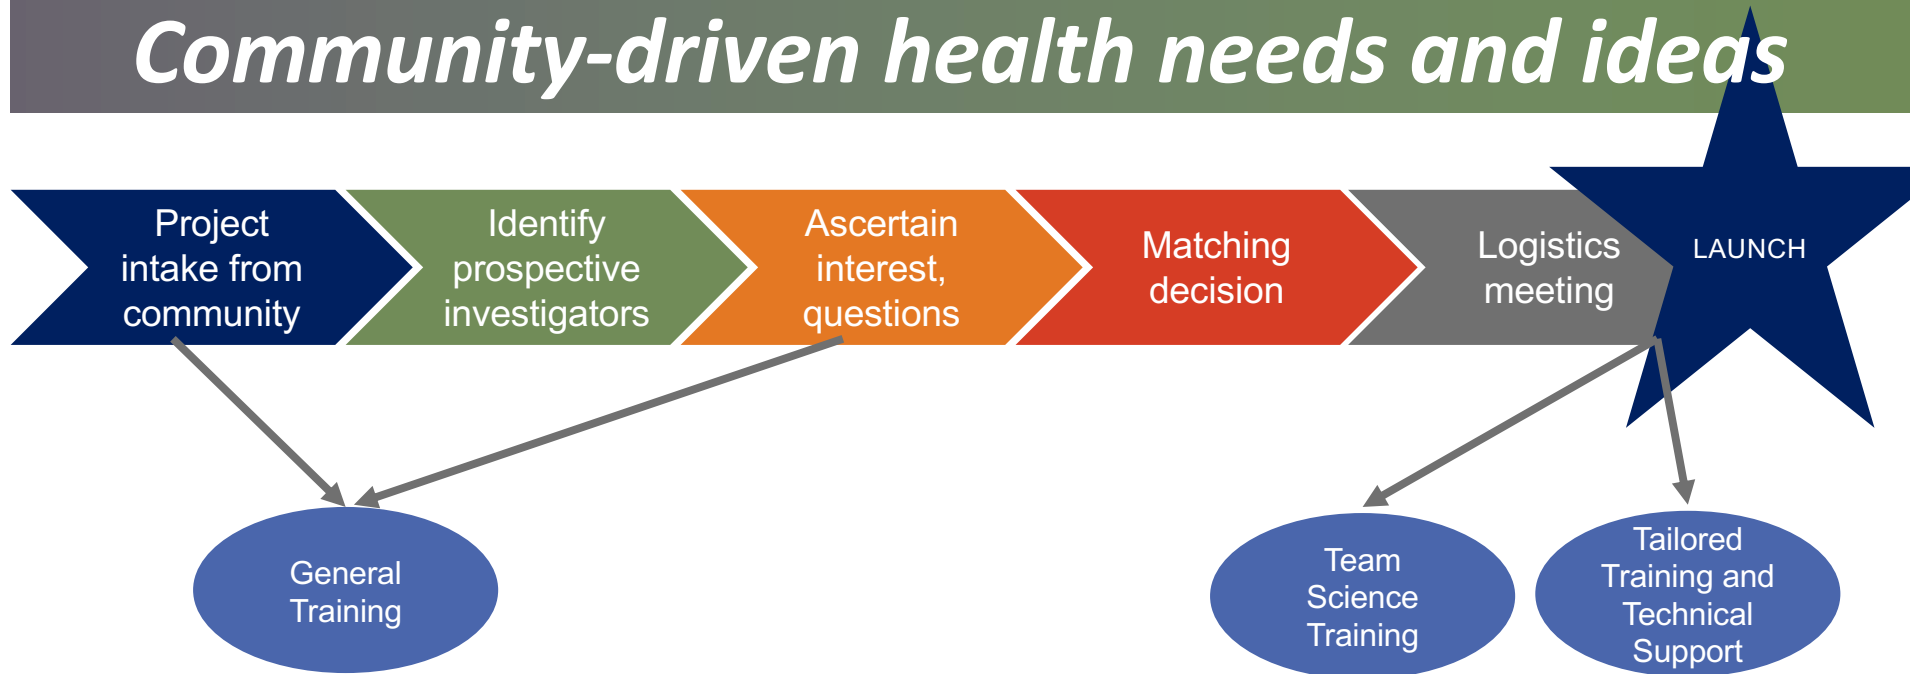 Community-driven health needs and ideas
Project
intake from
community
Identify
prospective
investigators
Ascertain
interest,
questions
Matching
decision
Logistics
meeting
LAUNCH
General
Training
Team
Science
Training
Tailored
Training and
Technical
Support